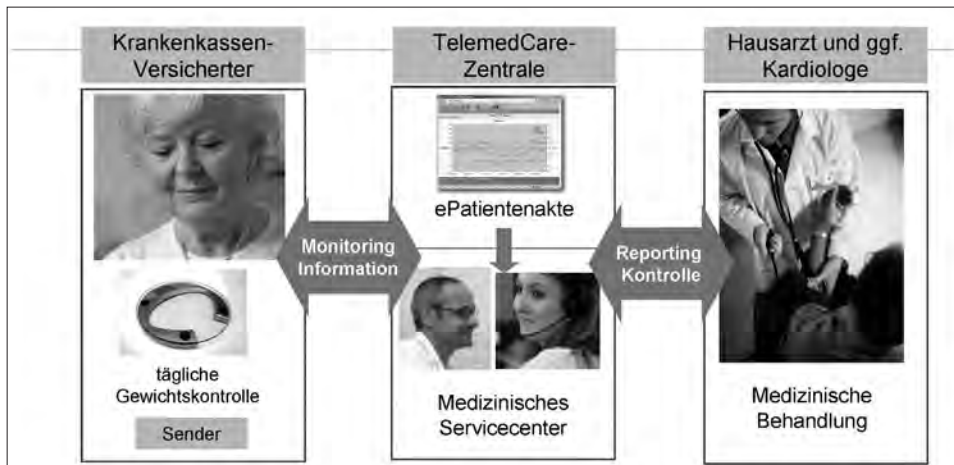 Krankenkassen-
Versicherter
TelemedCare-
Zentrale
Hausarzt und ggf.
Kardiologe
ePatientenakte
Monitoring
Information
Reporting
Kontrolle
tägliche
Gewichtskontrolle
Sender
Medizinisches
Servicecenter
Medizinische
Behandlung